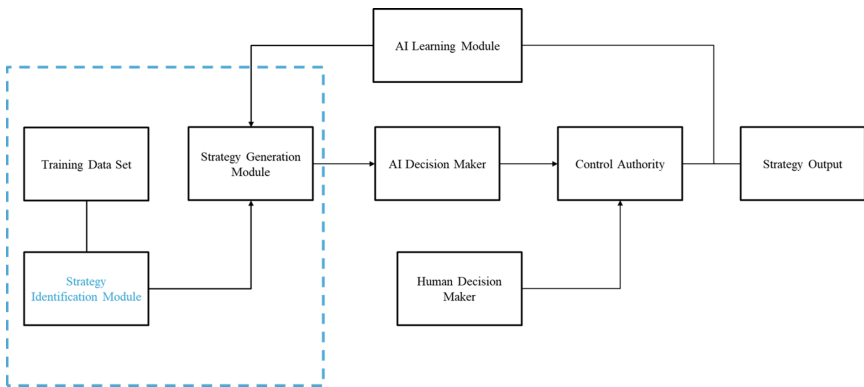 AI Learning Module
Training Data Set
Strategy Generation
Module
AI Decision Maker
Control Authority
Strategy Output
Strategy
Identification Module
Human Decision
Maker